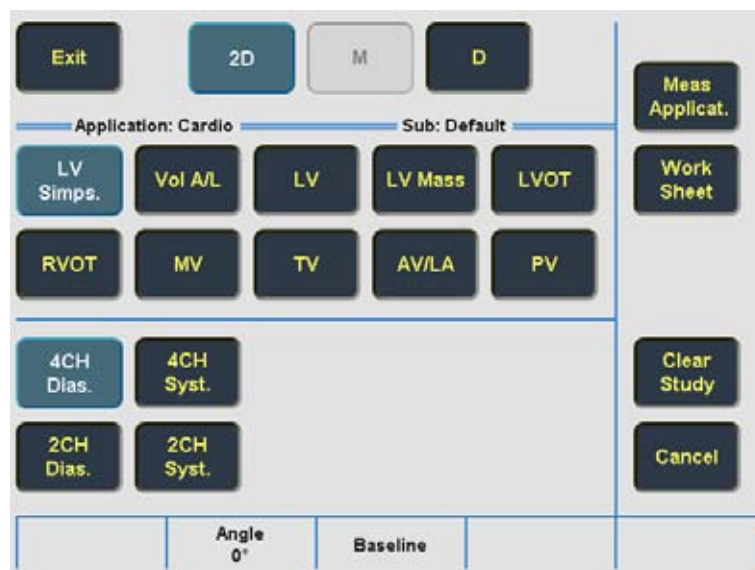 Exit
2D
M
D
Meas
Applicat.
Application: Cardio
Sub: Default
LV
Simps.
Vol A/L
LV
LV Mass
LVOT
Work
Sheet
RVOT
MV
TV
AV/LA
PV
4CH
Dias.
4CH
Syst.
Clear
Study
2CH
Dias.
2CH
Syst.
Cancel
Angle
0°
Baseline